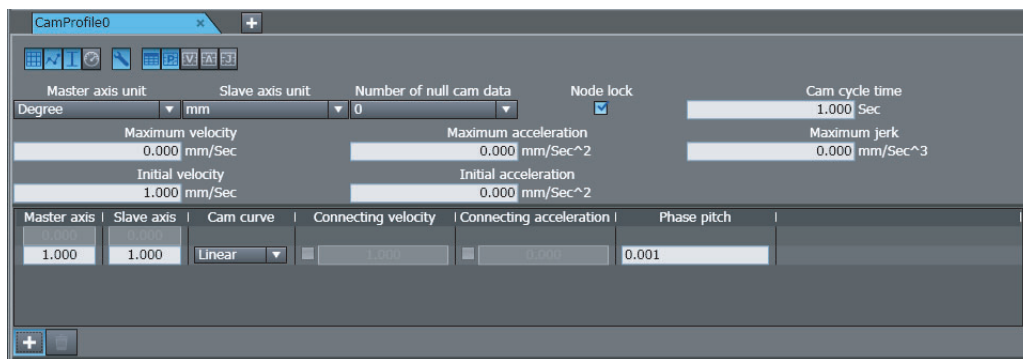 CamProfile0 × +
P V A J
Master axis unit Slave axis unit Number of null cam data Node lock Cam cycle time
Degree mm 0 1.000 Sec
Maximum velocity Maximum acceleration Maximum jerk
0.000 mm/Sec 0.000 mm/Sec^2 0.000 mm/Sec^3
Initial velocity Initial acceleration
1.000 mm/Sec 0.000 mm/Sec^2
Master axis Slave axis Cam curve Connecting velocity Connecting acceleration Phase pitch
0.000 0.000
1.000 1.000 Linear 1.000 0.000 0.001
+